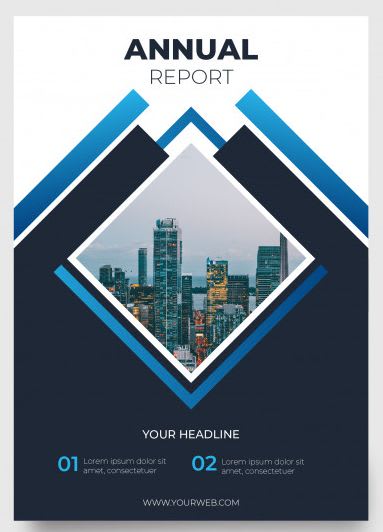 ANNUAL
REPORT
YOUR HEADLINE
01 Lorem ipsum dolor sit
amet, consectetuer
02 Lorem ipsum dolor sit
amet, consectetuer
WWW.YOURWEB.COM